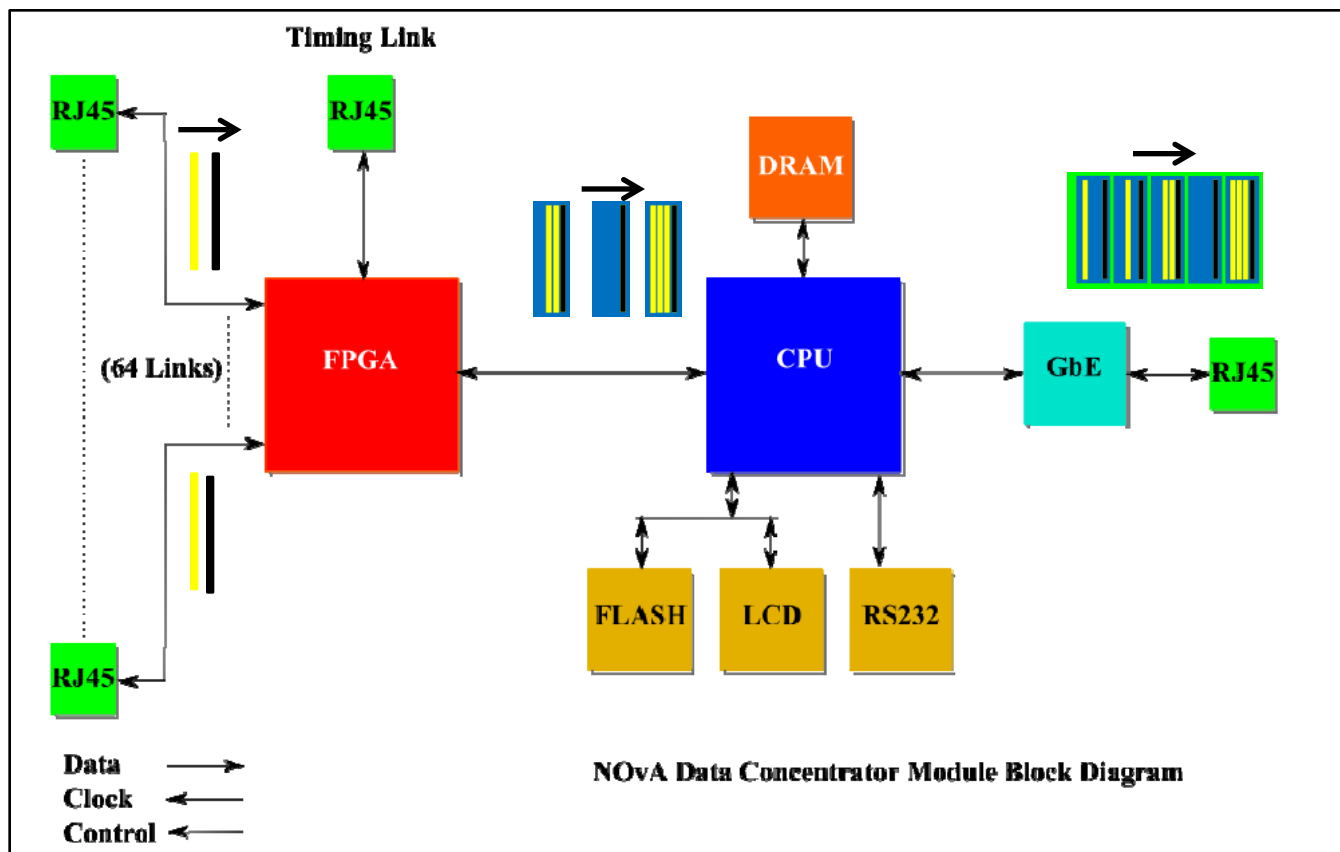 Timing Link
RJ45
RJ45
DRAM
(64 Links)
FPGA
CPU
GbE
RJ45
FLASH
LCD
RS232
RJ45
Data
Clock
Control
NOvA Data Concentrator Module Block Diagram